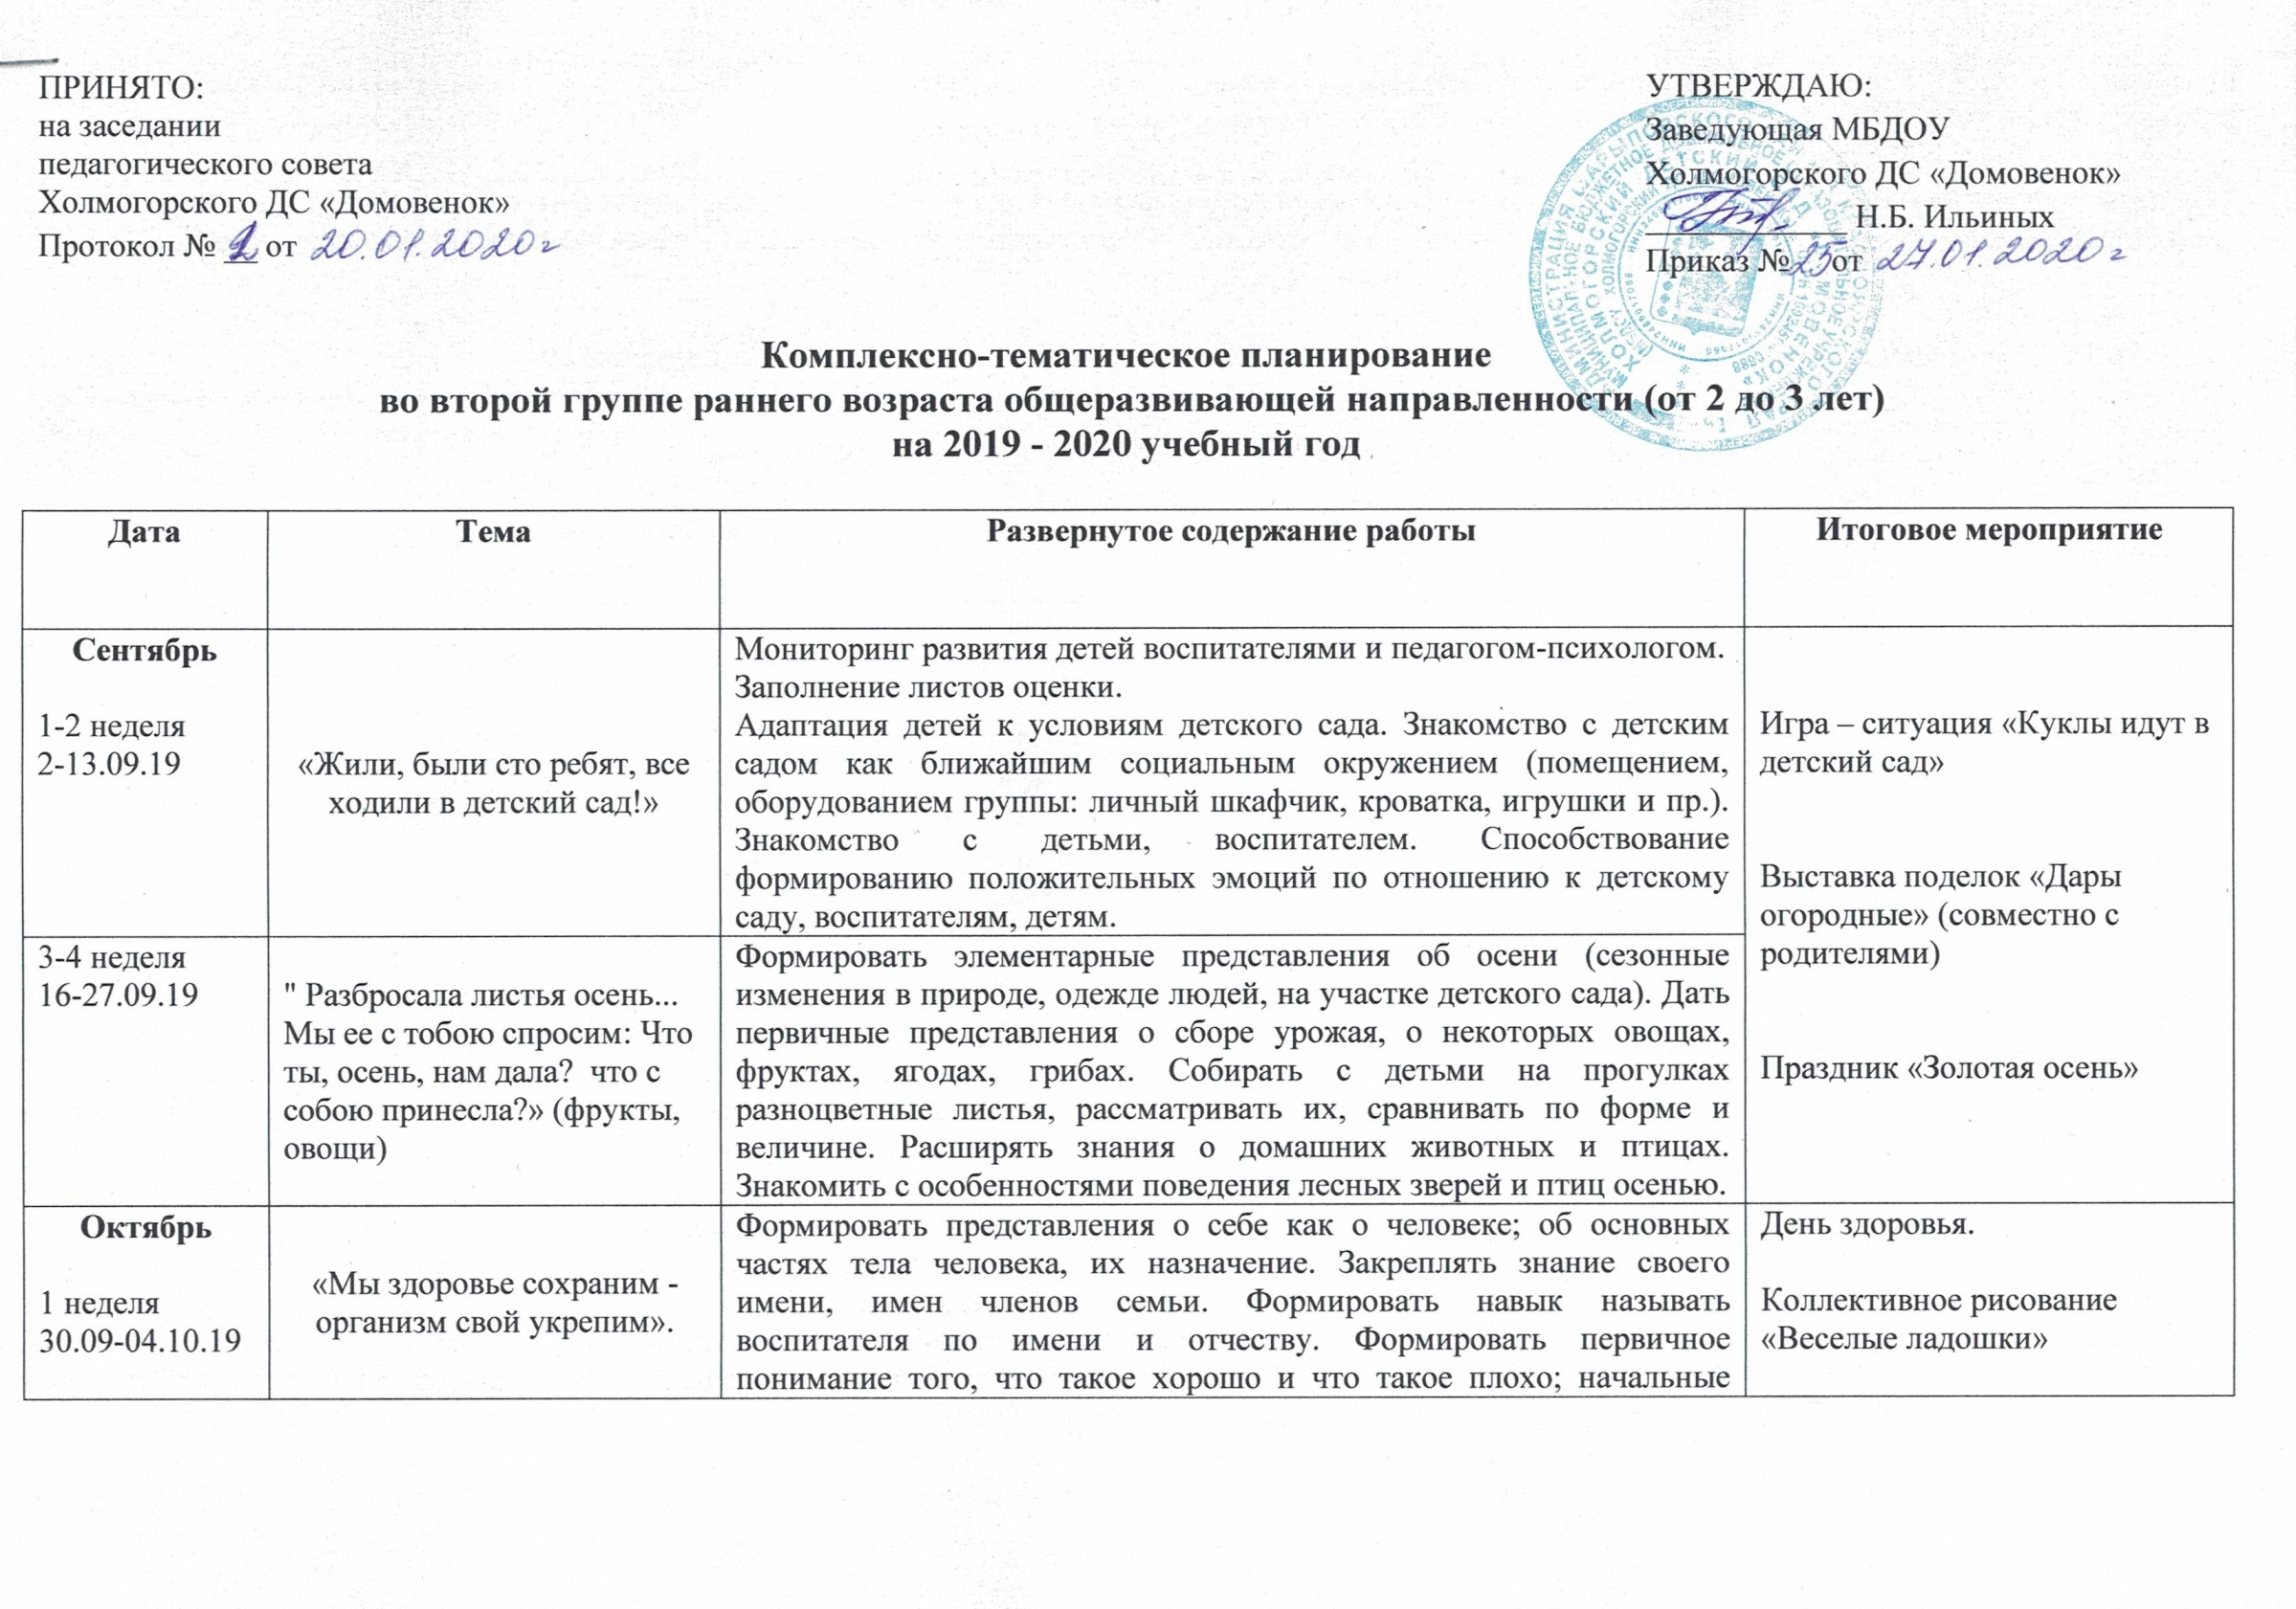 ПРИНЯТО:
на заседании
педагогического совета
Холмогорского ДС «Домовенок»
Протокол № от 20.01.2020г
УТВЕРЖДАЮ:
Заведующая МБДОУ
Холмогорского ДС «Домовенок»
Н.Б. Ильиных
Приказ № 25 от 27.01.2020г
Комплексно-тематическое планирование
во второй группе раннего возраста общеразвивающей направленности (от 2 до 3 лет)
на 2019 - 2020 учебный год
Дата
Тема
Развернутое содержание работы
Итоговое мероприятие
Сентябрь
1-2 неделя
2-13.09.19
«Жили, были сто ребят, все
ходили в детский сад!»
Мониторинг развития детей воспитателями и педагогом-психологом.
Заполнение листов оценки.
Адаптация детей к условиям детского сада. Знакомство с детским
садом как ближайшим социальным окружением (помещением,
оборудованием группы: личный шкафчик, кроватка, игрушки и пр.).
Знакомство с детьми, воспитателем. Способствование
формированию положительных эмоций по отношению к детскому
саду, воспитателям, детям.
Игра – ситуация «Куклы идут в
детский сад»
Выставка поделок «Дары
огородные» (совместно с
родителями)
Праздник «Золотая осень»
3-4 неделя
16-27.09.19
" Разбросала листья осень...
Мы ее с тобою спросим: Что
ты, осень, нам дала? что с
собою принесла?» (фрукты,
овощи)
Формировать элементарные представления об осени (сезонные
изменения в природе, одежде людей, на участке детского сада). Дать
первичные представления о сборе урожая, о некоторых овощах,
фруктах, ягодах, грибах. Собирать с детьми на прогулках
разноцветные листья, рассматривать их, сравнивать по форме и
величине. Расширять знания о домашних животных и птицах.
Знакомить с особенностями поведения лесных зверей и птиц осенью.
Октябрь
1 неделя
30.09-04.10.19
«Мы здоровье сохраним -
организм свой укрепим».
Формировать представления о себе как о человеке; об основных
частях тела человека, их назначение. Закреплять знание своего
имени, имен членов семьи. Формировать навык называть
воспитателя по имени и отчеству. Формировать первичное
понимание того, что такое хорошо и что такое плохо; начальные
День здоровья.
Коллективное рисование
«Веселые ладошки»